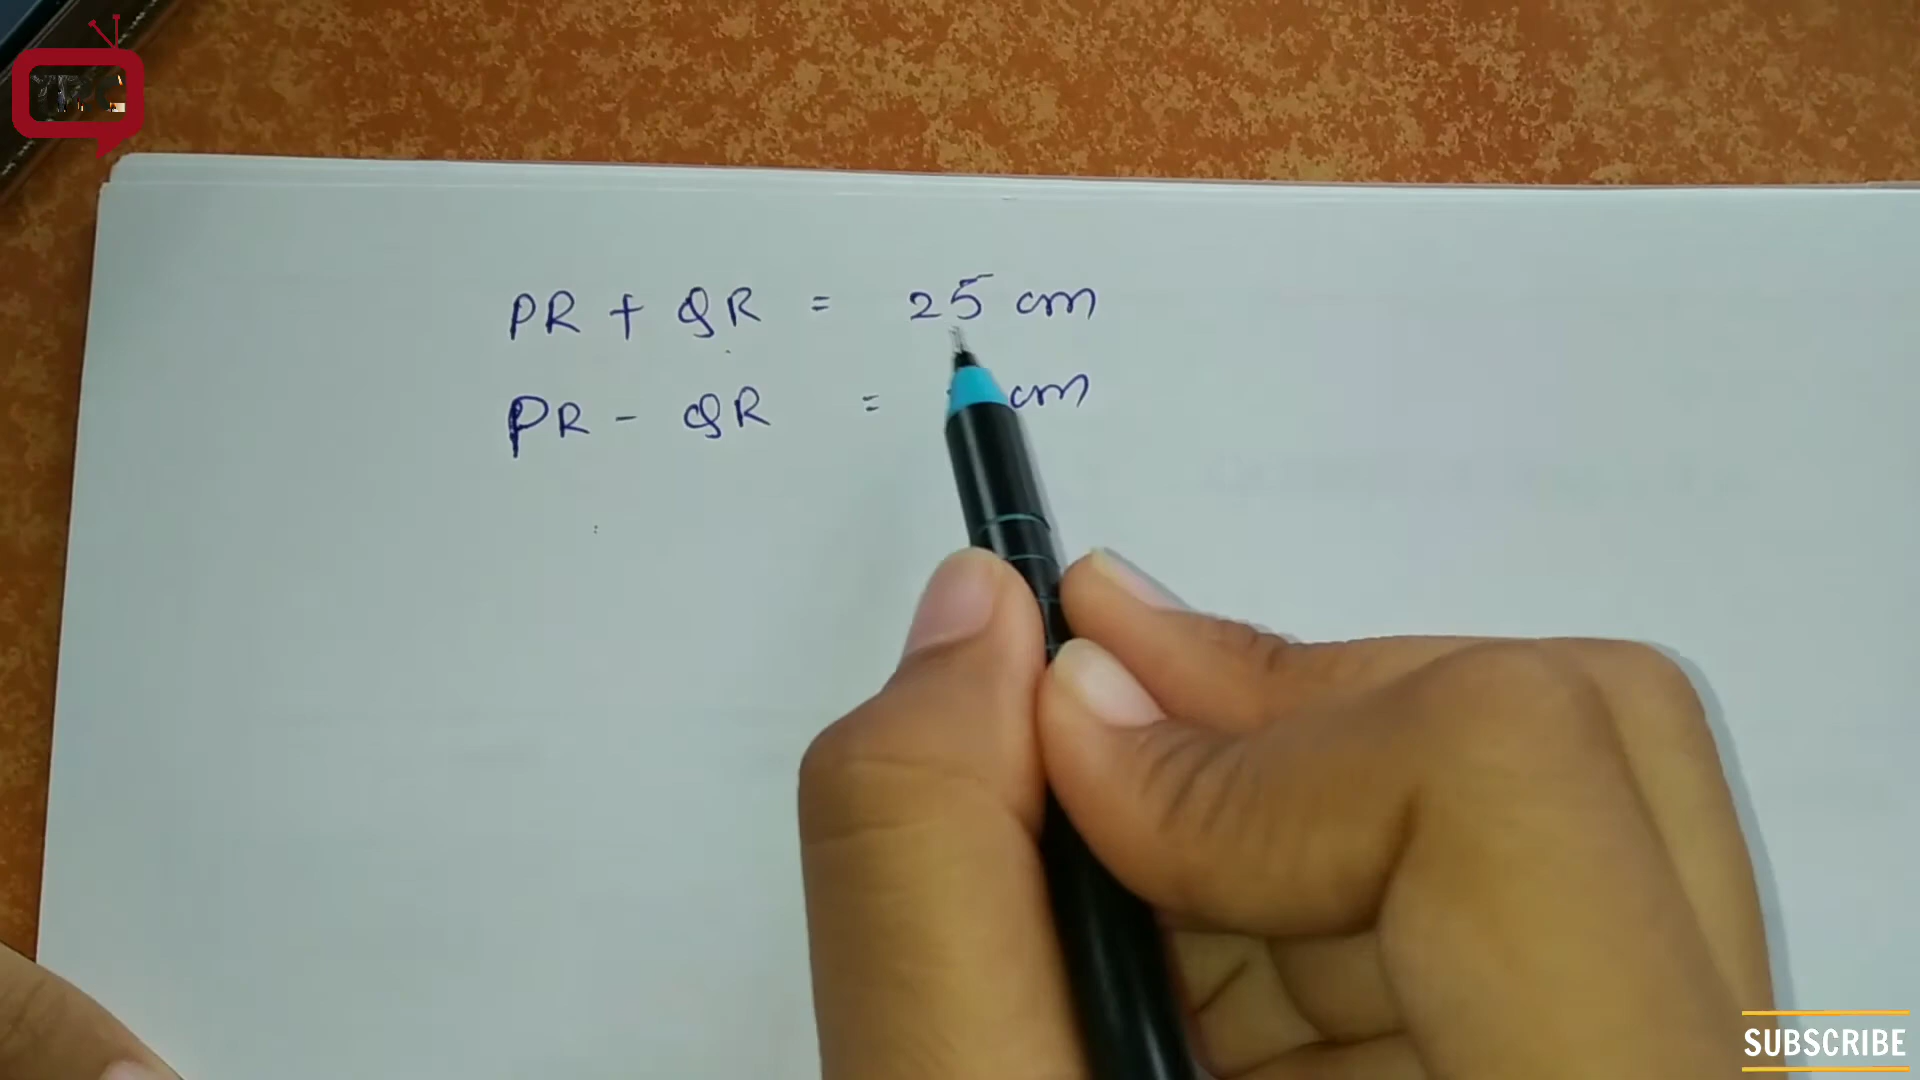 PR + QR = 25 cm
PR - QR = cm
SUBSCRIBE